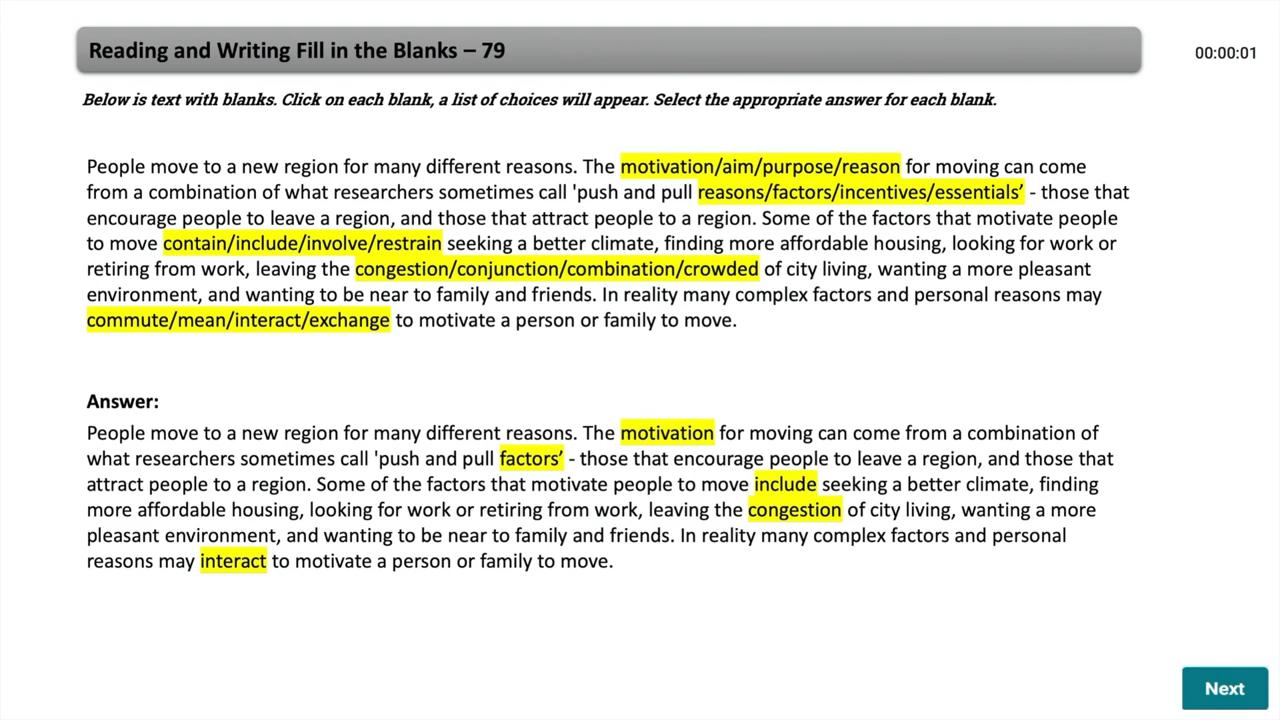 Reading and Writing Fill in the Blanks – 79
00:00:01
Below is text with blanks. Click on each blank, a list of choices will appear. Select the appropriate answer for each blank.
People move to a new region for many different reasons. The motivation/aim/purpose/reason for moving can come
from a combination of what researchers sometimes call 'push and pull reasons/factors/incentives/essentials’ - those that
encourage people to leave a region, and those that attract people to a region. Some of the factors that motivate people
to move contain/include/involve/restrain seeking a better climate, finding more affordable housing, looking for work or
retiring from work, leaving the congestion/conjunction/combination/crowded of city living, wanting a more pleasant
environment, and wanting to be near to family and friends. In reality many complex factors and personal reasons may
commute/mean/interact/exchange to motivate a person or family to move.
Answer:
People move to a new region for many different reasons. The motivation for moving can come from a combination of
what researchers sometimes call 'push and pull factors’ - those that encourage people to leave a region, and those that
attract people to a region. Some of the factors that motivate people to move include seeking a better climate, finding
more affordable housing, looking for work or retiring from work, leaving the congestion of city living, wanting a more
pleasant environment, and wanting to be near to family and friends. In reality many complex factors and personal
reasons may interact to motivate a person or family to move.
Next